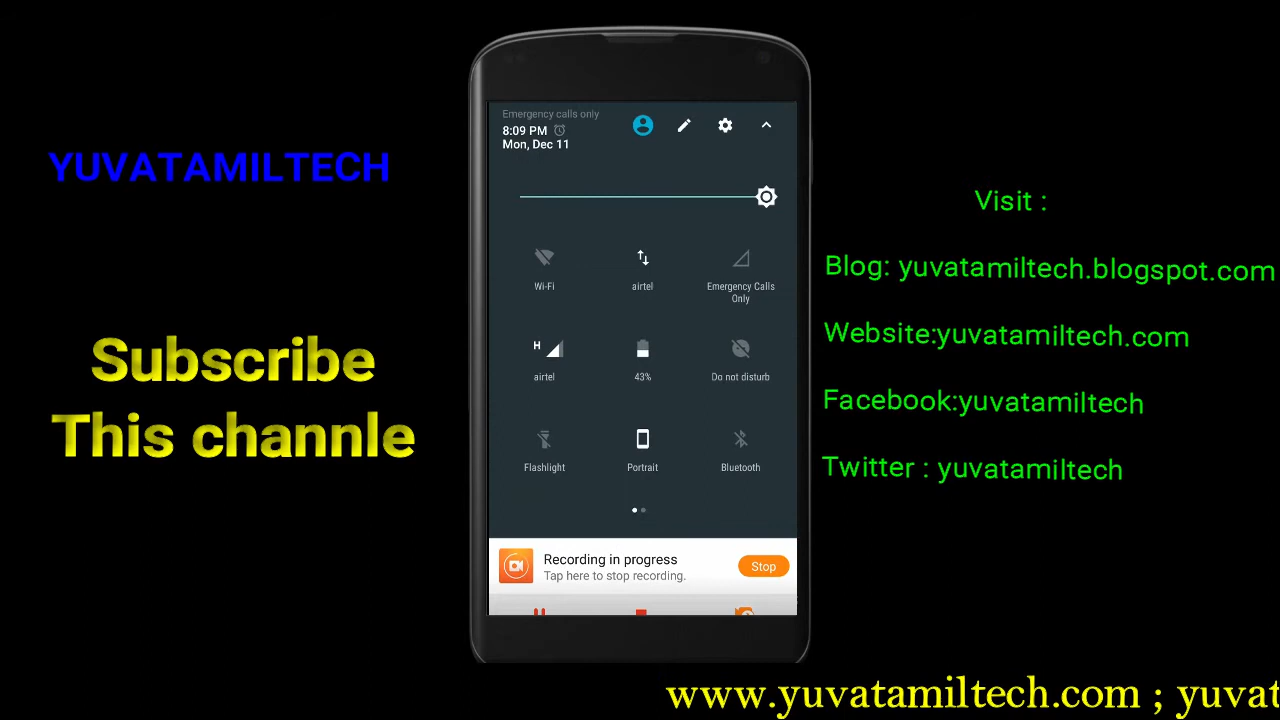 YUVATAMILTECH
Subscribe
This channle
Emergency calls only
8:09 PM
Mon, Dec 11
Wi-Fi
airtel
Emergency Calls
Only
H
airtel
43%
Do not disturb
Flashlight
Portrait
Bluetooth
Recording in progress
Tap here to stop recording.
Stop
Visit :
Blog: yuvatamiltech.blogspot.com
Website:yuvatamiltech.com
Facebook:yuvatamiltech
Twitter : yuvatamiltech
www.yuvatamiltech.com ; yuvat